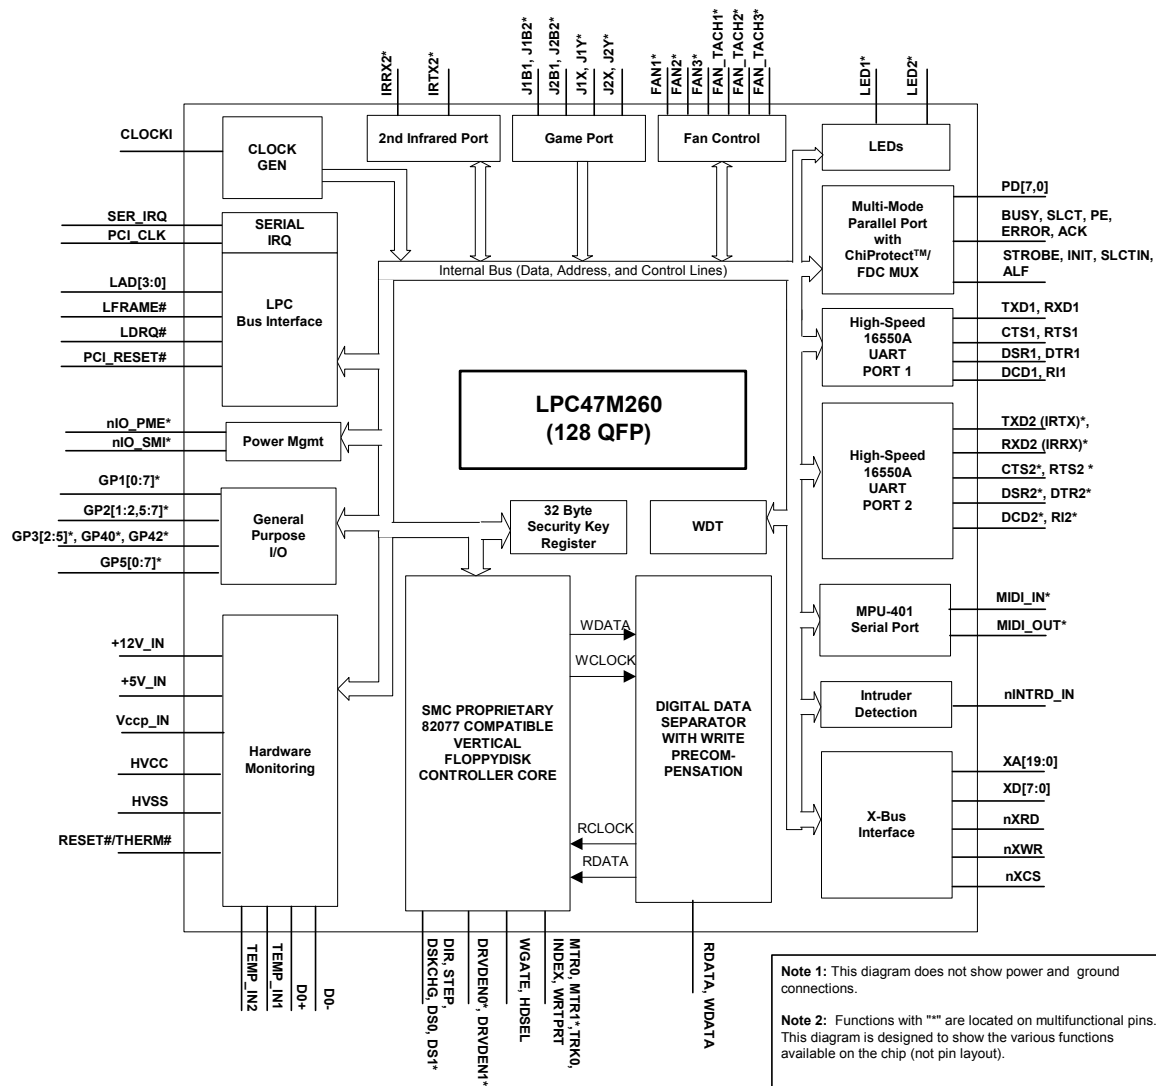 IRRX2*
IRTX2*
J1B1, J1B2*
J2B1, J2B2*
J1X, J1Y*
J2X, J2Y*
FAN1*
FAN2*
FAN3*
FAN_TACH1*
FAN_TACH2*
FAN_TACH3*
LED1*
LED2*
CLOCKI
CLOCK
GEN
2nd Infrared Port
Game Port
Fan Control
LEDs
SER_IRQ
PCI_CLK
SERIAL
IRQ
LAD[3:0]
LFRAME#
LDRQ#
PCI_RESET#
LPC
Bus Interface
Internal Bus (Data, Address, and Control Lines)
Multi-Mode
Parallel Port
with
ChiProtect™/
FDC MUX
PD[7,0]
BUSY, SLCT, PE,
ERROR, ACK
STROBE, INIT, SLCTIN,
ALF
High-Speed
16550A
UART
PORT 1
TXD1, RXD1
CTS1, RTS1
DSR1, DTR1
DCD1, RI1
LPC47M260
(128 QFP)
nIO_PME*
nIO_SMI*
Power Mgmt
High-Speed
16550A
UART
PORT 2
TXD2 (IRTX)*,
RXD2 (IRRX)*
CTS2*, RTS2 *
DSR2*, DTR2*
DCD2*, RI2*
GP1[0:7]*
GP2[1:2,5:7]*
GP3[2:5]*, GP40*, GP42*
GP5[0:7]*
General
Purpose
I/O
32 Byte
Security Key
Register
WDT
MPU-401
Serial Port
MIDI_IN*
MIDI_OUT*
+12V_IN
+5V_IN
Vccp_IN
HVCC
HVSS
RESET#/THERM#
Hardware
Monitoring
SMC PROPRIETARY
82077 COMPATIBLE
VERTICAL
FLOPPYDISK
CONTROLLER CORE
WDATA
WCLOCK
RCLOCK
RDATA
DIGITAL DATA
SEPARATOR
WITH WRITE
PRECOM-
PENSATION
Intruder
Detection
nINTRD_IN
X-Bus
Interface
XA[19:0]
XD[7:0]
nXRD
nXWR
nXCS
TEMP_IN2
TEMP_IN1
D0+
D0-
DIR, STEP,
DSKCHG, DS0, DS1*
DRVDEN0*, DRVDEN1*
WGATE, HDSEL
MTR0, MTR1*,TRK0,
INDEX, WRTPRT
RDATA, WDATA
Note 1: This diagram does not show power and ground
connections.
Note 2: Functions with "*" are located on multifunctional pins.
This diagram is designed to show the various functions
available on the chip (not pin layout).